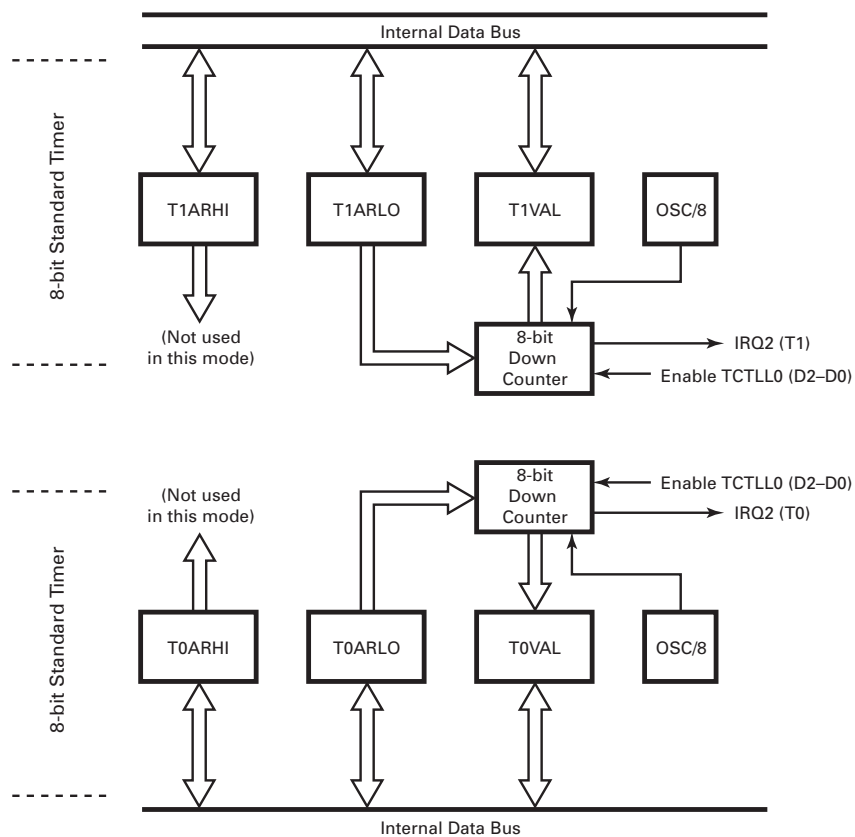 Internal Data Bus
8-bit Standard Timer
T1ARHI
T1ARLO
T1VAL
OSC/8
(Not used
in this mode)
8-bit
Down
Counter
IRQ2 (T1)
Enable TCTLL0 (D2–D0)
8-bit Standard Timer
(Not used
in this mode)
8-bit
Down
Counter
Enable TCTLL0 (D2–D0)
IRQ2 (T0)
T0ARHI
T0ARLO
T0VAL
OSC/8
Internal Data Bus